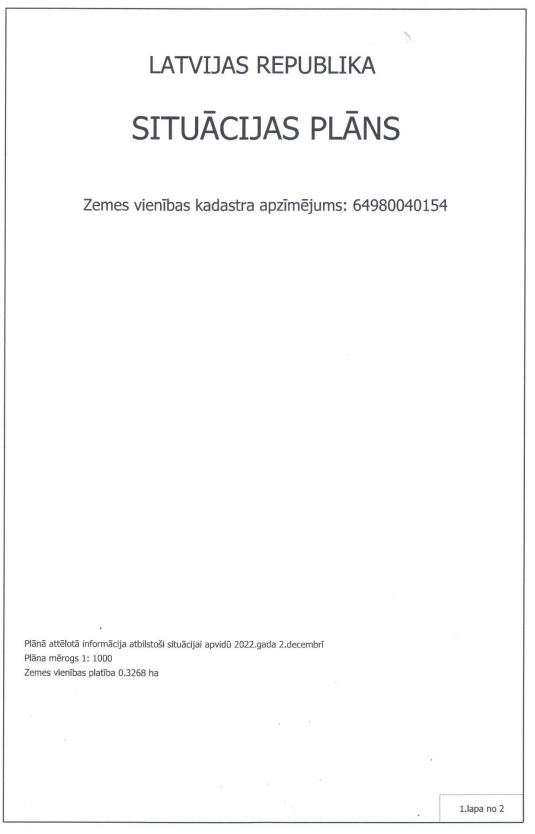 LATVIJAS REPUBLIKA
SITUĀCIJAS PLĀNS
Zemes vienības kadastra apzīmējums: 64980040154
Plānā attēlotā informācija atbilstoši situācijai apvidū 2022.gada 2.decembrī
Plāna mērogs 1: 1000
Zemes vienības platība 0.3268 ha
1.lapa no 2